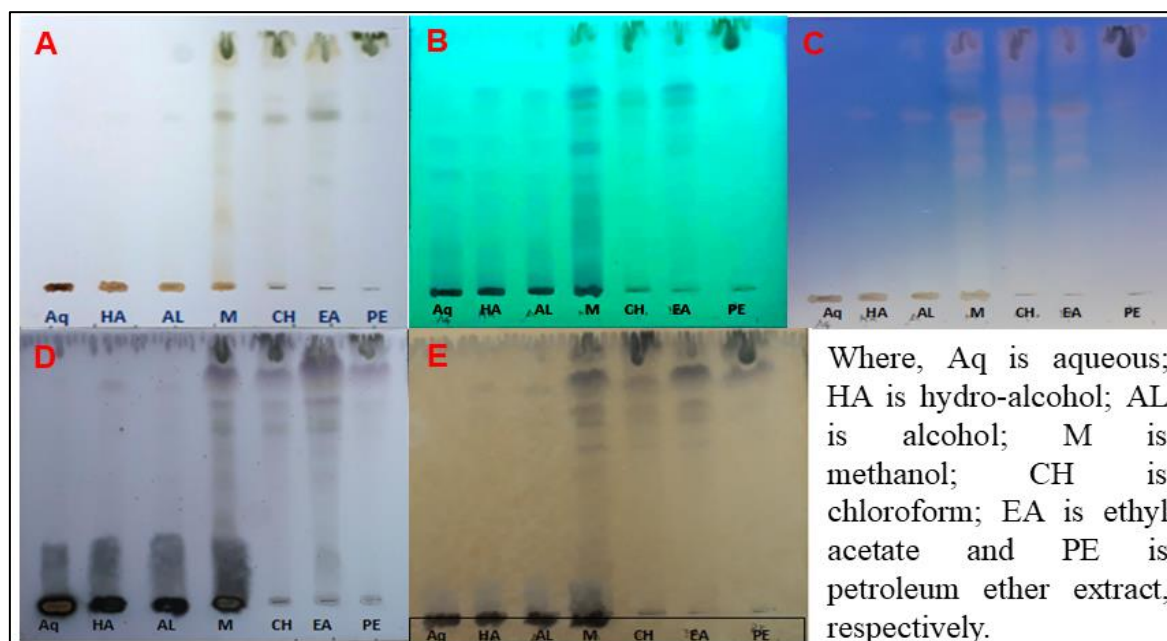 A
B
C
Aq HA AL M CH EA PE
Aq HA AL M CH EA PE
Aq HA AL M CH EA PE
D
E
Aq HA AL M CH EA PE
Aq HA AL M CH EA PE
Where, Aq is aqueous;
HA is hydro-alcohol; AL
is alcohol; M is
methanol; CH is
chloroform; EA is ethyl
acetate and PE is
petroleum ether extract,
respectively.